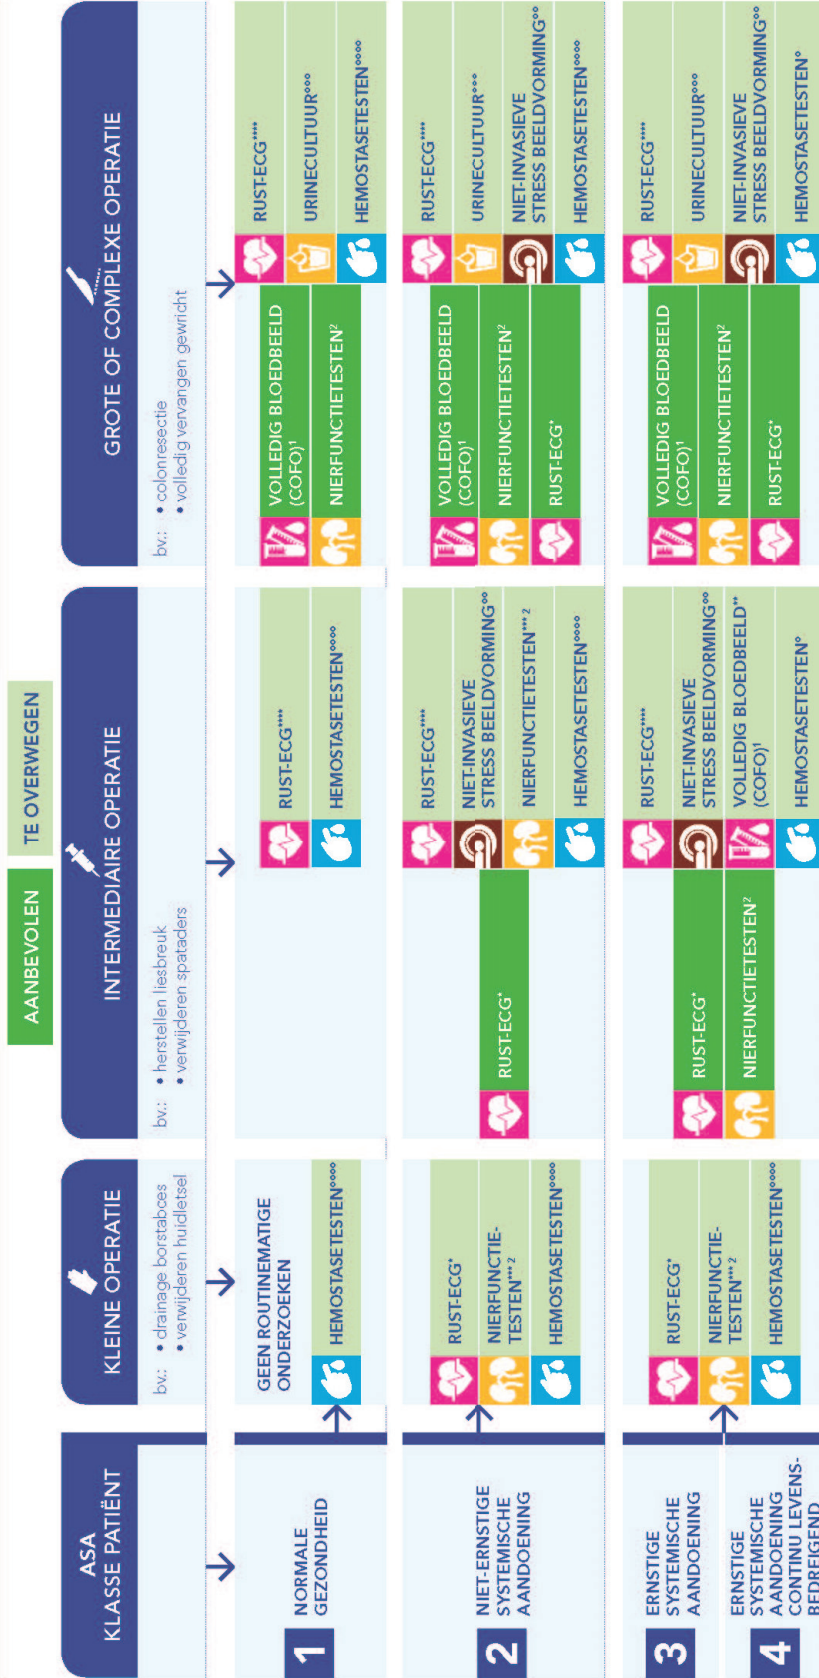 AANBEVOLEN
TE OVERWEGEN
ASA
KLASSE PATIËNT
KLEINE OPERATIE
bv.: • drainage borstabces
• verwijderen huidletsel
INTERMEDIAIRE OPERATIE
bv.: • herstellen liesbreuk
• verwijderen spataders
GROTE OF COMPLEXE OPERATIE
bv.: • colonresectie
• volledig vervangen gewricht
1
NORMALE
GEZONDHEID
GEEN ROUTINEMATIGE
ONDERZOEKEN
HEMOSTASETESTEN°°°°
RUST-ECG****
HEMOSTASETESTEN°°°°
VOLLEDIG BLOEDBEELD
(COFO)¹
NIERFUNCTIETESTEN²
RUST-ECG****
URINECULTUUR°°°
HEMOSTASETESTEN°°°°
2
NIET-ERNSTIGE
SYSTEMISCHE
AANDOENING
RUST-ECG*
NIERFUNCTIE-
TESTEN*** ²
HEMOSTASETESTEN°°°°
RUST-ECG*
RUST-ECG****
NIET-INVASIEVE
STRESS BEELDVORMING°°
NIERFUNCTIETESTEN*** ²
HEMOSTASETESTEN°°°°
VOLLEDIG BLOEDBEELD
(COFO)¹
NIERFUNCTIETESTEN²
RUST-ECG*
RUST-ECG****
URINECULTUUR°°°
NIET-INVASIEVE
STRESS BEELDVORMING°°
HEMOSTASETESTEN°°°°
3
ERNSTIGE
SYSTEMISCHE
AANDOENING
4
ERNSTIGE
SYSTEMISCHE
AANDOENING
CONTINU LEVENS-
BEDREIGEND
RUST-ECG*
NIERFUNCTIE-
TESTEN*** ²
HEMOSTASETESTEN°°°°
RUST-ECG*
NIERFUNCTIETESTEN²
RUST-ECG****
NIET-INVASIEVE
STRESS BEELDVORMING°°
VOLLEDIG BLOEDBEELD**
(COFO)¹
HEMOSTASETESTEN°
VOLLEDIG BLOEDBEELD
(COFO)¹
NIERFUNCTIETESTEN²
RUST-ECG*
RUST-ECG****
URINECULTUUR°°°
NIET-INVASIEVE
STRESS BEELDVORMING°°
HEMOSTASETESTEN°